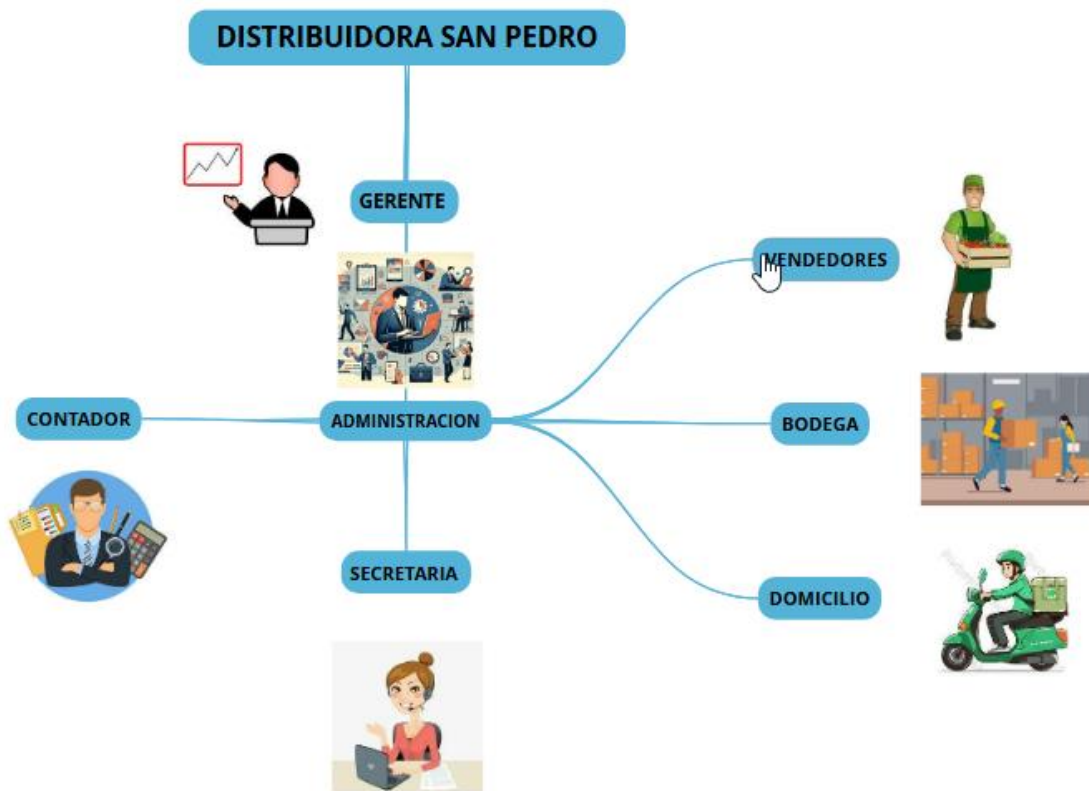 DISTRIBUIDORA SAN PEDRO
GERENTE
VENDEDORES
CONTADOR
ADMINISTRACION
BODEGA
SECRETARIA
DOMICILIO